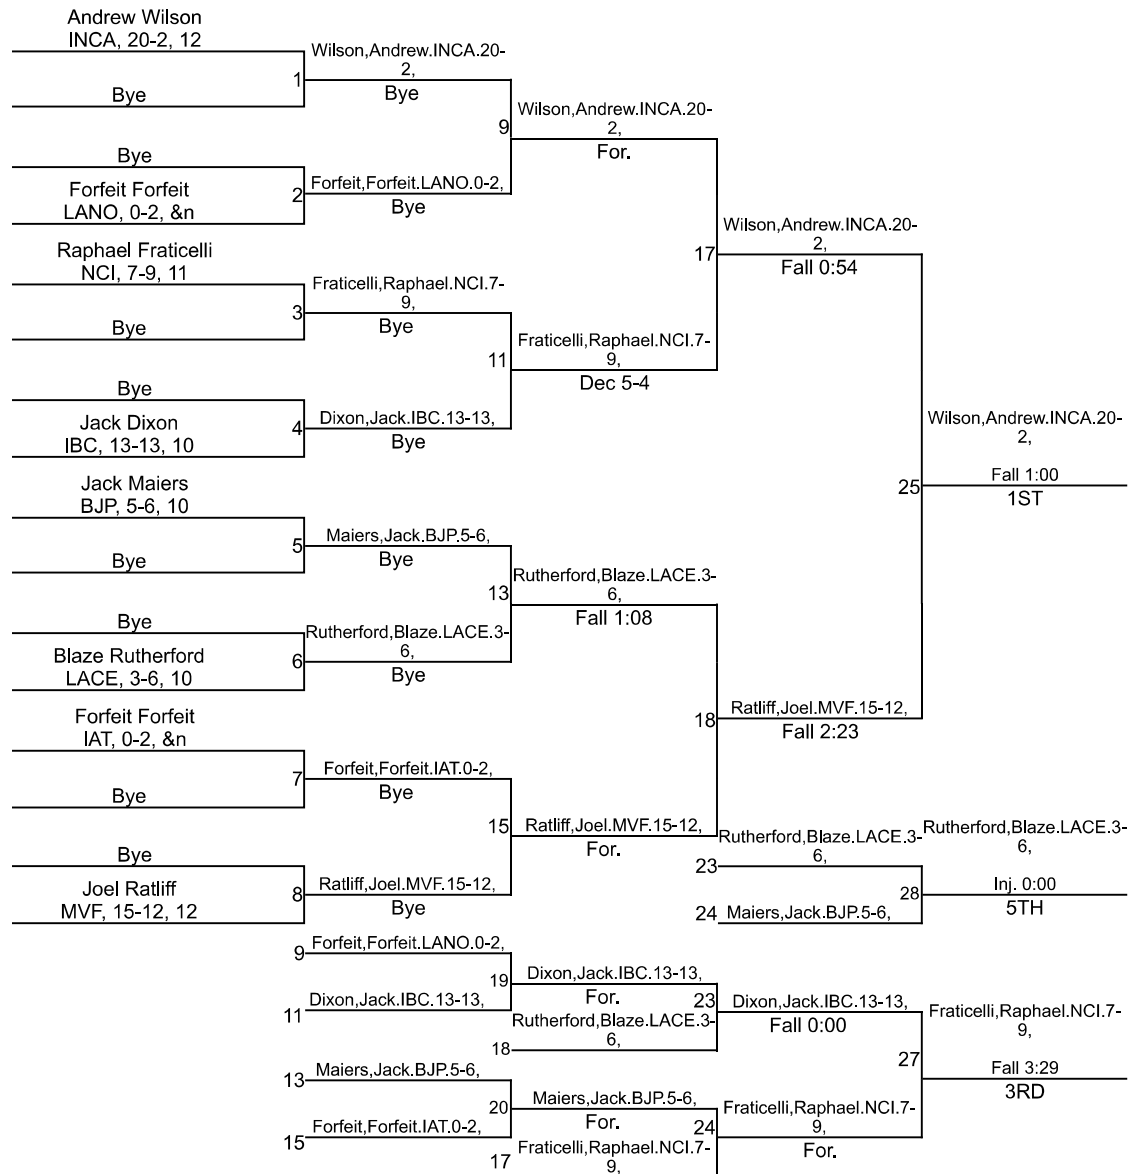 Andrew Wilson
INCA, 20-2, 12
1
Bye
Wilson,Andrew.INCA.20-
2,
Bye
9
Bye
Forfeit Forfeit
LANO, 0-2, &n
2
Forfeit,Forfeit.LANO.0-2,
Bye
Wilson,Andrew.INCA.20-
2,
For.
17
Raphael Fraticelli
NCI, 7-9, 11
3
Bye
Fraticelli,Raphael.NCI.7-
9,
Bye
11
Bye
Jack Dixon
IBC, 13-13, 10
4
Dixon,Jack.IBC.13-13,
Bye
Fraticelli,Raphael.NCI.7-
9,
Dec 5-4
Wilson,Andrew.INCA.20-
2,
Fall 0:54
25
Jack Maiers
BJP, 5-6, 10
5
Bye
Maiers,Jack.BJP.5-6,
Bye
13
Bye
Blaze Rutherford
LACE, 3-6, 10
6
Rutherford,Blaze.LACE.3-
6,
Bye
Rutherford,Blaze.LACE.3-
6,
Fall 1:08
18
Forfeit Forfeit
IAT, 0-2, &n
7
Bye
Forfeit,Forfeit.IAT.0-2,
Bye
15
Bye
Joel Ratliff
MVF, 15-12, 12
8
Ratliff,Joel.MVF.15-12,
Bye
Ratliff,Joel.MVF.15-12,
For.
Ratliff,Joel.MVF.15-12,
Fall 2:23
Wilson,Andrew.INCA.20-
2,
Fall 1:00
1ST
23
Rutherford,Blaze.LACE.3-
6,
24
Maiers,Jack.BJP.5-6,
28
Rutherford,Blaze.LACE.3-
6,
Inj. 0:00
5TH
9
Forfeit,Forfeit.LANO.0-2,
11
Dixon,Jack.IBC.13-13,
19
Dixon,Jack.IBC.13-13,
For.
18
Rutherford,Blaze.LACE.3-
6,
23
Dixon,Jack.IBC.13-13,
Fall 0:00
13
Maiers,Jack.BJP.5-6,
15
Forfeit,Forfeit.IAT.0-2,
20
Maiers,Jack.BJP.5-6,
For.
17
Fraticelli,Raphael.NCI.7-
9,
24
Fraticelli,Raphael.NCI.7-
9,
For.
27
Fraticelli,Raphael.NCI.7-
9,
Fall 3:29
3RD